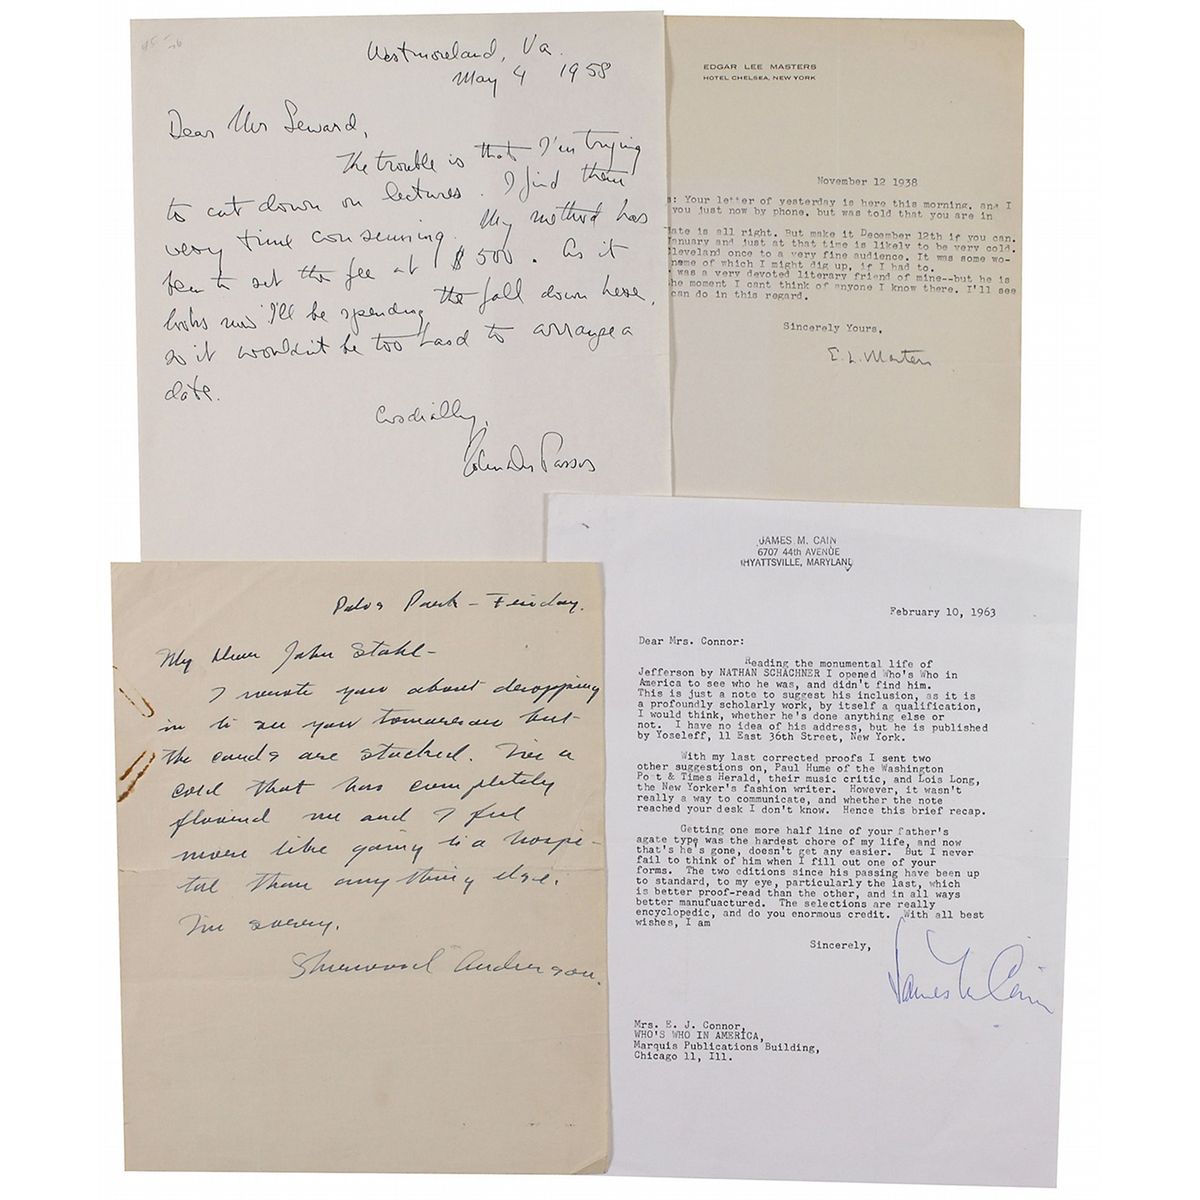 Westmoreland, Va.
May 4 1958
Dear Mrs Seward,
The trouble is that I'm trying
to cut down on lectures. I find them
very time consuming. My method has
been to set the fee at $500. As it
looks now I'll be spending the fall down here,
so it wouldn't be too hard to arrange a
date.
Cordially,
John Dos Passos
EDGAR LEE MASTERS
HOTEL CHELSEA, NEW YORK
November 12 1938
s: Your letter of yesterday is here this morning, and I
you just now by phone, but was told that you are in
ate is all right. But make it December 12th if you can.
anuary and just at that time is likely to be very cold.
leveland once to a very fine audience. It was some wo-
name of which I might dig up, if I had to.
was a very devoted literary friend of mine--but he is
he moment I cant think of anyone I know there. I'll see
can do in this regard.
Sincerely Yours,
E. L. Masters
Palos Park - Friday.
My Dear John Stahl-
I wrote you about dropping
in to see you tomorrow but
the cards are stacked. I've a
cold that has completely
floored me and I feel
more like going to a hospi-
tal than anything else.
I'm sorry.
Sherwood Anderson.
JAMES M. CAIN
6707 44th AVENUE
HYATTSVILLE, MARYLAND
February 10, 1963
Dear Mrs. Connor:
Reading the monumental life of
Jefferson by NATHAN SCHACHNER I opened Who's Who in
America to see who he was, and didn't find him.
This is just a note to suggest his inclusion, as it is
a profoundly scholarly work, by itself a qualification,
I would think, whether he's done anything else or
not. I have no idea of his address, but he is published
by Yoseleff, 11 East 36th Street, New York.
With my last corrected proofs I sent two
other suggestions on, Paul Hume of the Washington
Post & Times Herald, their music critic, and Lois Long,
the New Yorker's fashion writer. However, it wasn't
really a way to communicate, and whether the note
reached your desk I don't know. Hence this brief recap.
Getting one more half line of your father's
agate type was the hardest chore of my life, and now
that's he's gone, doesn't get any easier. But I never
fail to think of him when I fill out one of your
forms. The two editions since his passing have been up
to standard, to my eye, particularly the last, which
is better proof-read than the other, and in all ways
better manufuactured. The selections are really
encyclopedic, and do you enormous credit. With all best
wishes, I am
Sincerely,
James M. Cain
Mrs. E. J. Connor,
WHO'S WHO IN AMERICA,
Marquis Publications Building,
Chicago 11, Ill.